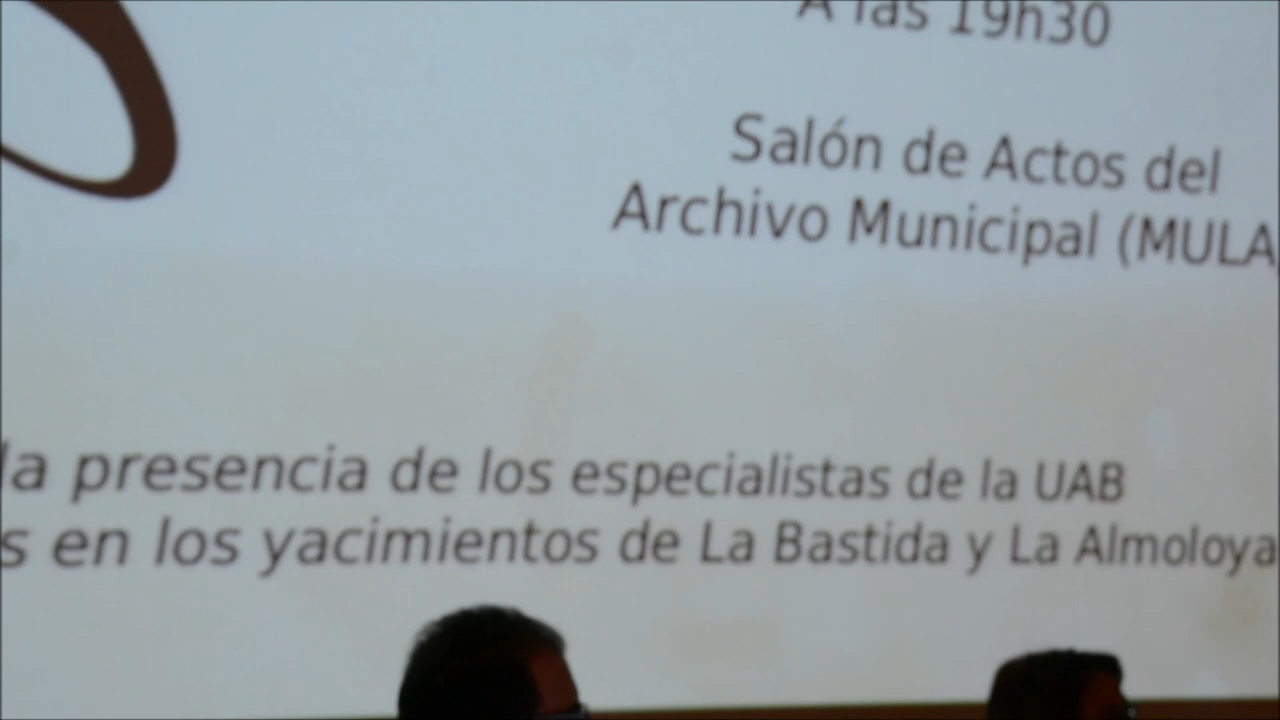 A las 19h30
Salón de Actos del
Archivo Municipal (MULA
la presencia de los especialistas de la UAB
s en los yacimientos de La Bastida y La Almoloya